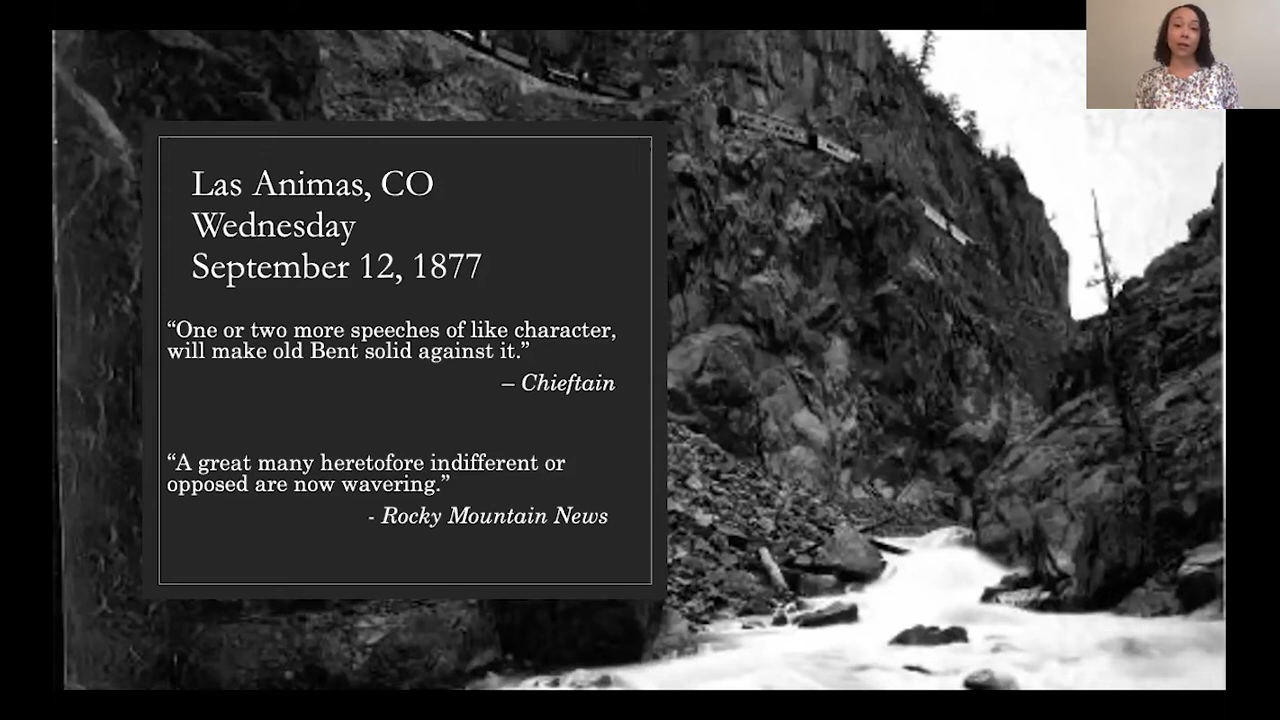 Las Animas, CO
Wednesday
September 12, 1877
“One or two more speeches of like character,
will make old Bent solid against it.”
– Chieftain
“A great many heretofore indifferent or
opposed are now wavering.”
- Rocky Mountain News